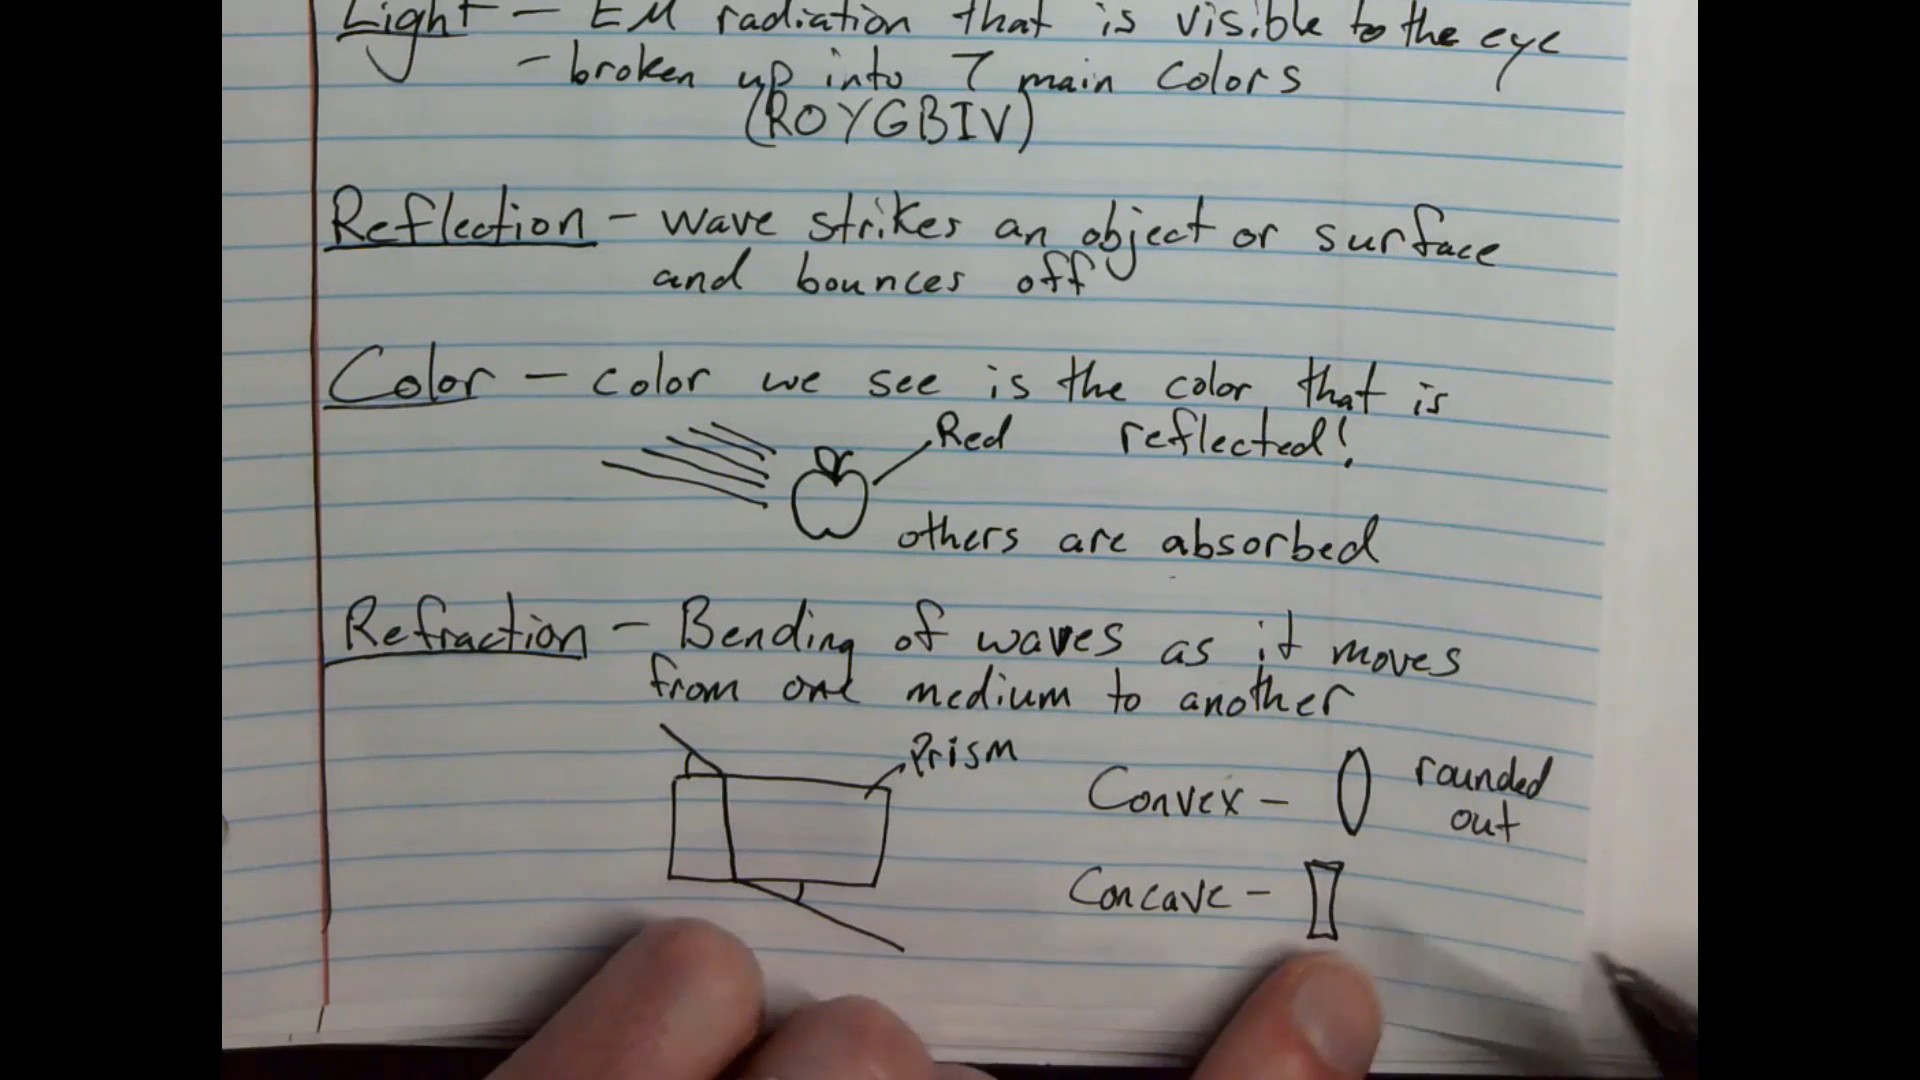 Light - EM radiation that is visible to the eye
- broken up into 7 main colors
(ROYGBIV)
Reflection - wave strikes an object or surface
and bounces off
Color - color we see is the color that is
reflected!
Red
others are absorbed
Refraction - Bending of waves as it moves
from one medium to another
Prism
Convex - rounded
out
Concave -